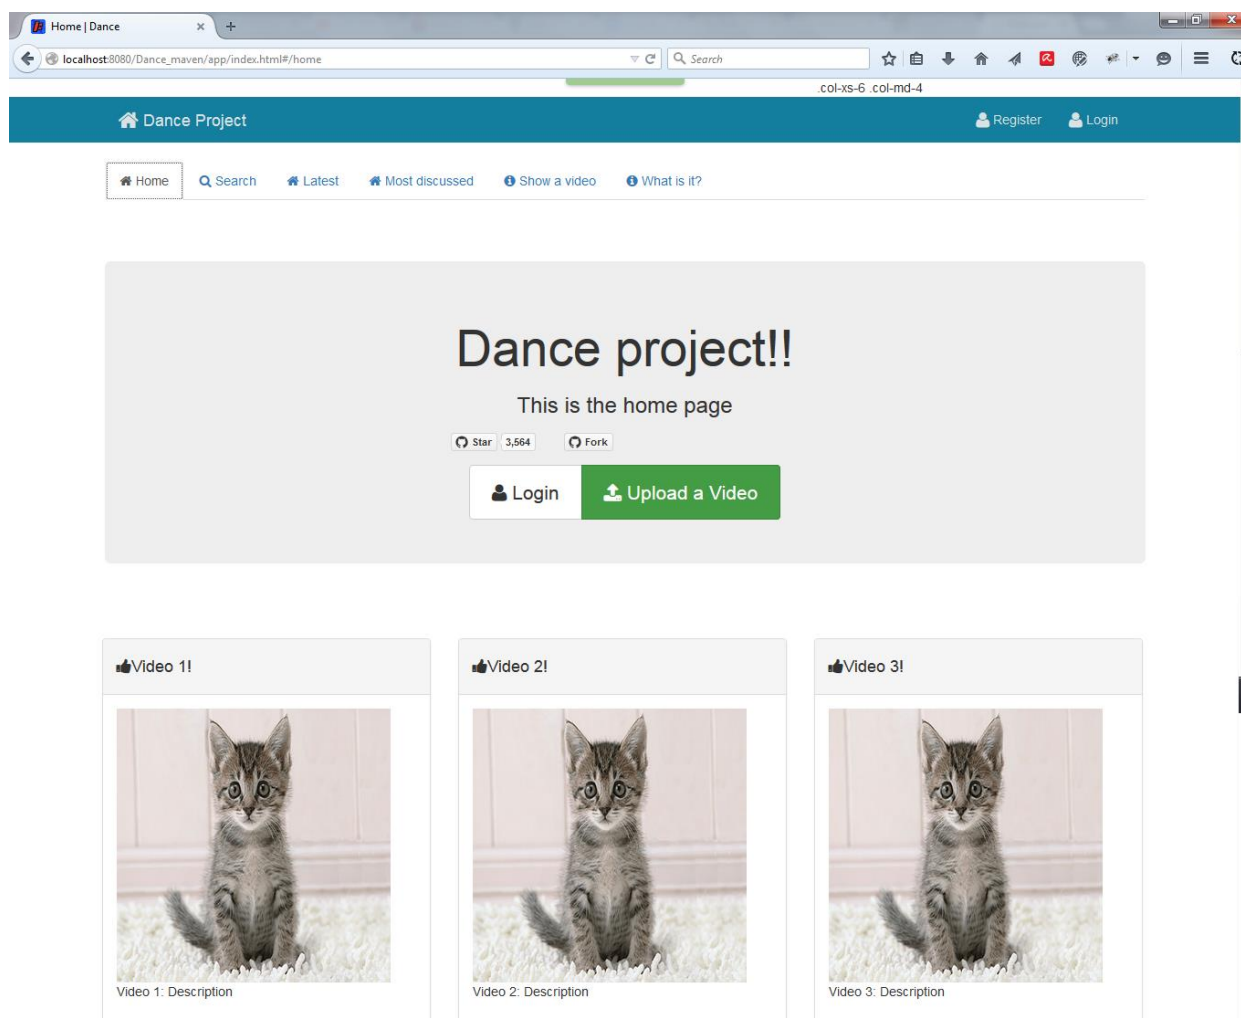 Home | Dance
localhost:8080/Dance_maven/app/index.html#/home
Search
.col-xs-6 .col-md-4
Dance Project
Register
Login
Home
Search
Latest
Most discussed
Show a video
What is it?
Dance project!!
This is the home page
Star 3,564 Fork
Login
Upload a Video
Video 1!
Video 2!
Video 3!
Video 1: Description
Video 2: Description
Video 3: Description